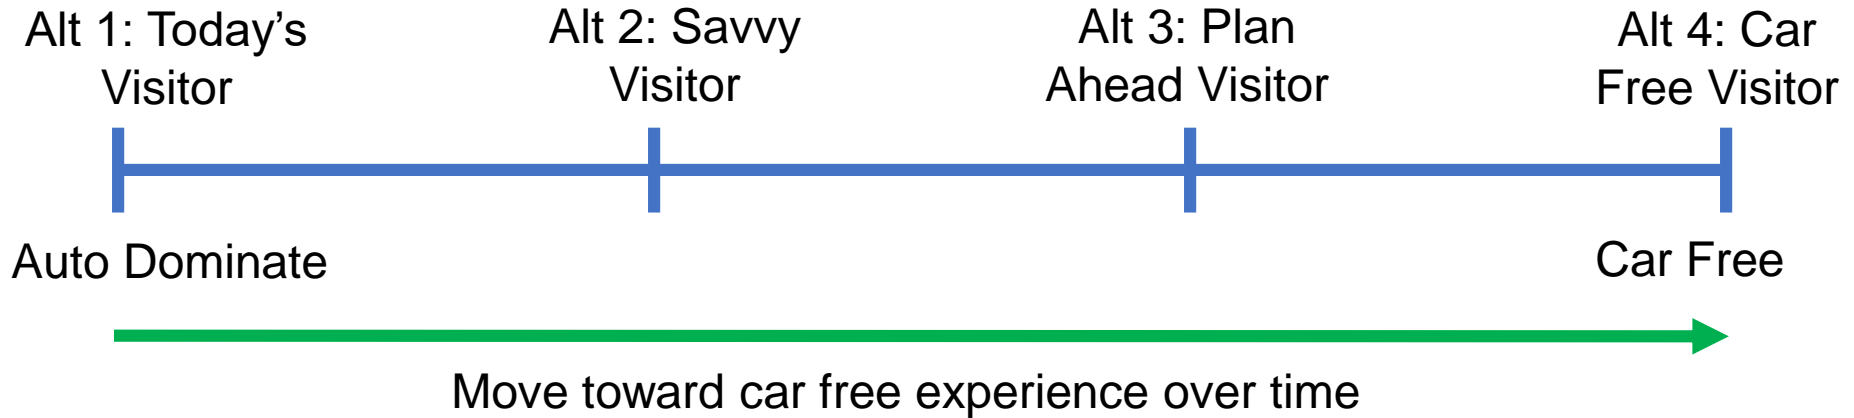 Alt 1: Today’s
Visitor
Alt 2: Savvy
Visitor
Alt 3: Plan
Ahead Visitor
Alt 4: Car
Free Visitor
Auto Dominate
Car Free
Move toward car free experience over time